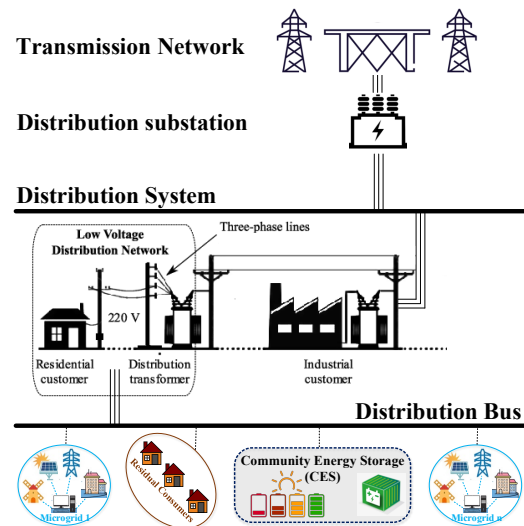 Transmission Network
Distribution substation
Distribution System
Low Voltage
Distribution Network
Three-phase lines
220 V
Residential
customer
Distribution
transformer
Industrial
customer
Distribution Bus
Microgrid 1
Residual Consumers
Community Energy Storage
(CES)
Microgrid n